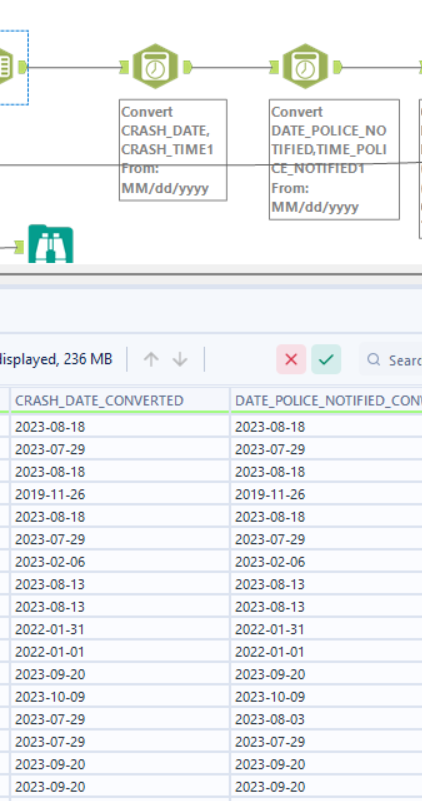 Convert
CRASH_DATE,
CRASH_TIME1
From:
MM/dd/yyyy
Convert
DATE_POLICE_NO
TIFIED,TIME_POLI
CE_NOTIFIED1
From:
MM/dd/yyyy
displayed, 236 MB
Searc
CRASH_DATE_CONVERTED DATE_POLICE_NOTIFIED_CON
2023-08-18 2023-08-18
2023-07-29 2023-07-29
2023-08-18 2023-08-18
2019-11-26 2019-11-26
2023-08-18 2023-08-18
2023-07-29 2023-07-29
2023-02-06 2023-02-06
2023-08-13 2023-08-13
2023-08-13 2023-08-13
2022-01-31 2022-01-31
2022-01-01 2022-01-01
2023-09-20 2023-09-20
2023-10-09 2023-10-09
2023-07-29 2023-08-03
2023-07-29 2023-07-29
2023-09-20 2023-09-20
2023-09-20 2023-09-20